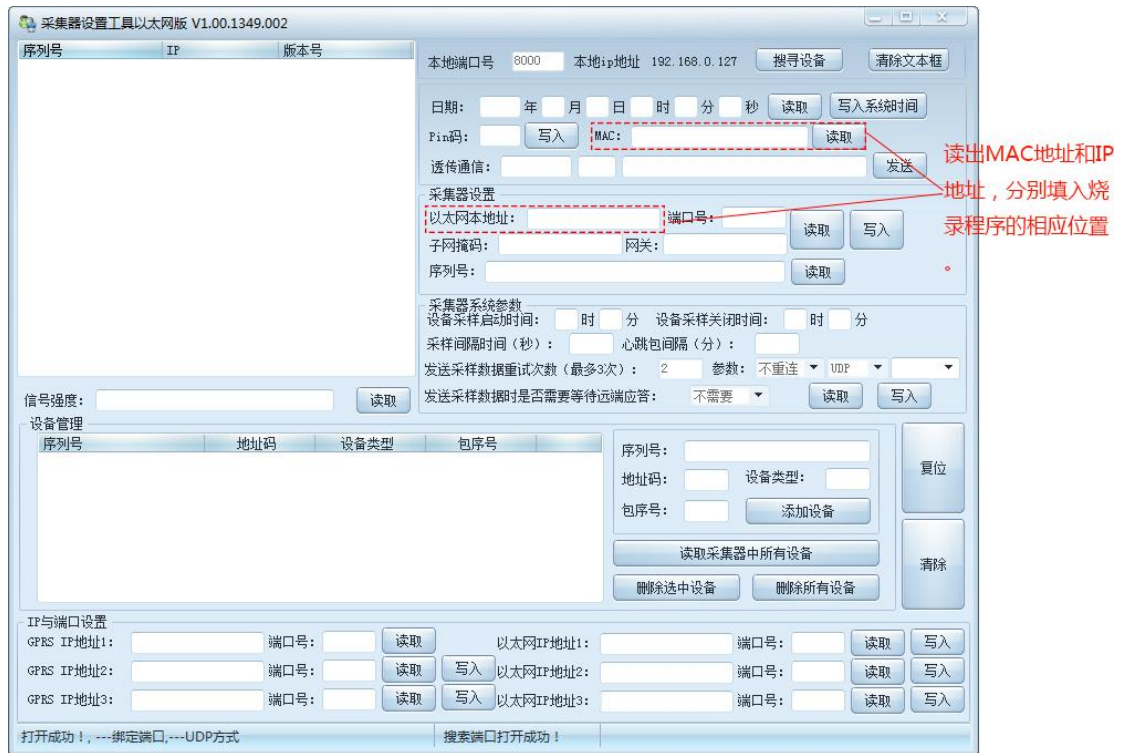 采集器设置工具以太网版 V1.00.1349.002
序列号 IP 版本号
本地端口号 8000 本地ip地址 192.168.0.127 搜寻设备 清除文本框
日期： 年 月 日 时 分 秒 读取 写入系统时间
Pin码： 写入 MAC： 读取
透传通信： 发送
读出MAC地址和IP
地址，分别填入烧
录程序的相应位置
。
采集器设置
以太网本地址： 端口号： 读取 写入
子网掩码： 网关：
序列号： 读取
采集器系统参数
设备采样启动时间： 时 分 设备采样关闭时间： 时 分
采样间隔时间（秒）： 心跳包间隔（分）：
发送采样数据重试次数（最多3次）： 2 参数： 不重连 UDP
发送采样数据时是否需要等待远端应答： 不需要 读取 写入
信号强度： 读取
设备管理
序列号 地址码 设备类型 包序号
序列号：
地址码： 设备类型：
包序号： 添加设备
读取采集器中所有设备
删除选中设备 删除所有设备
复位
清除
IP与端口设置
GPRS IP地址1： 端口号： 读取 以太网IP地址1： 端口号： 读取 写入
GPRS IP地址2： 端口号： 读取 写入 以太网IP地址2： 端口号： 读取 写入
GPRS IP地址3： 端口号： 读取 写入 以太网IP地址3： 端口号： 读取 写入
打开成功！，---绑定端口,---UDP方式 搜素端口打开成功！